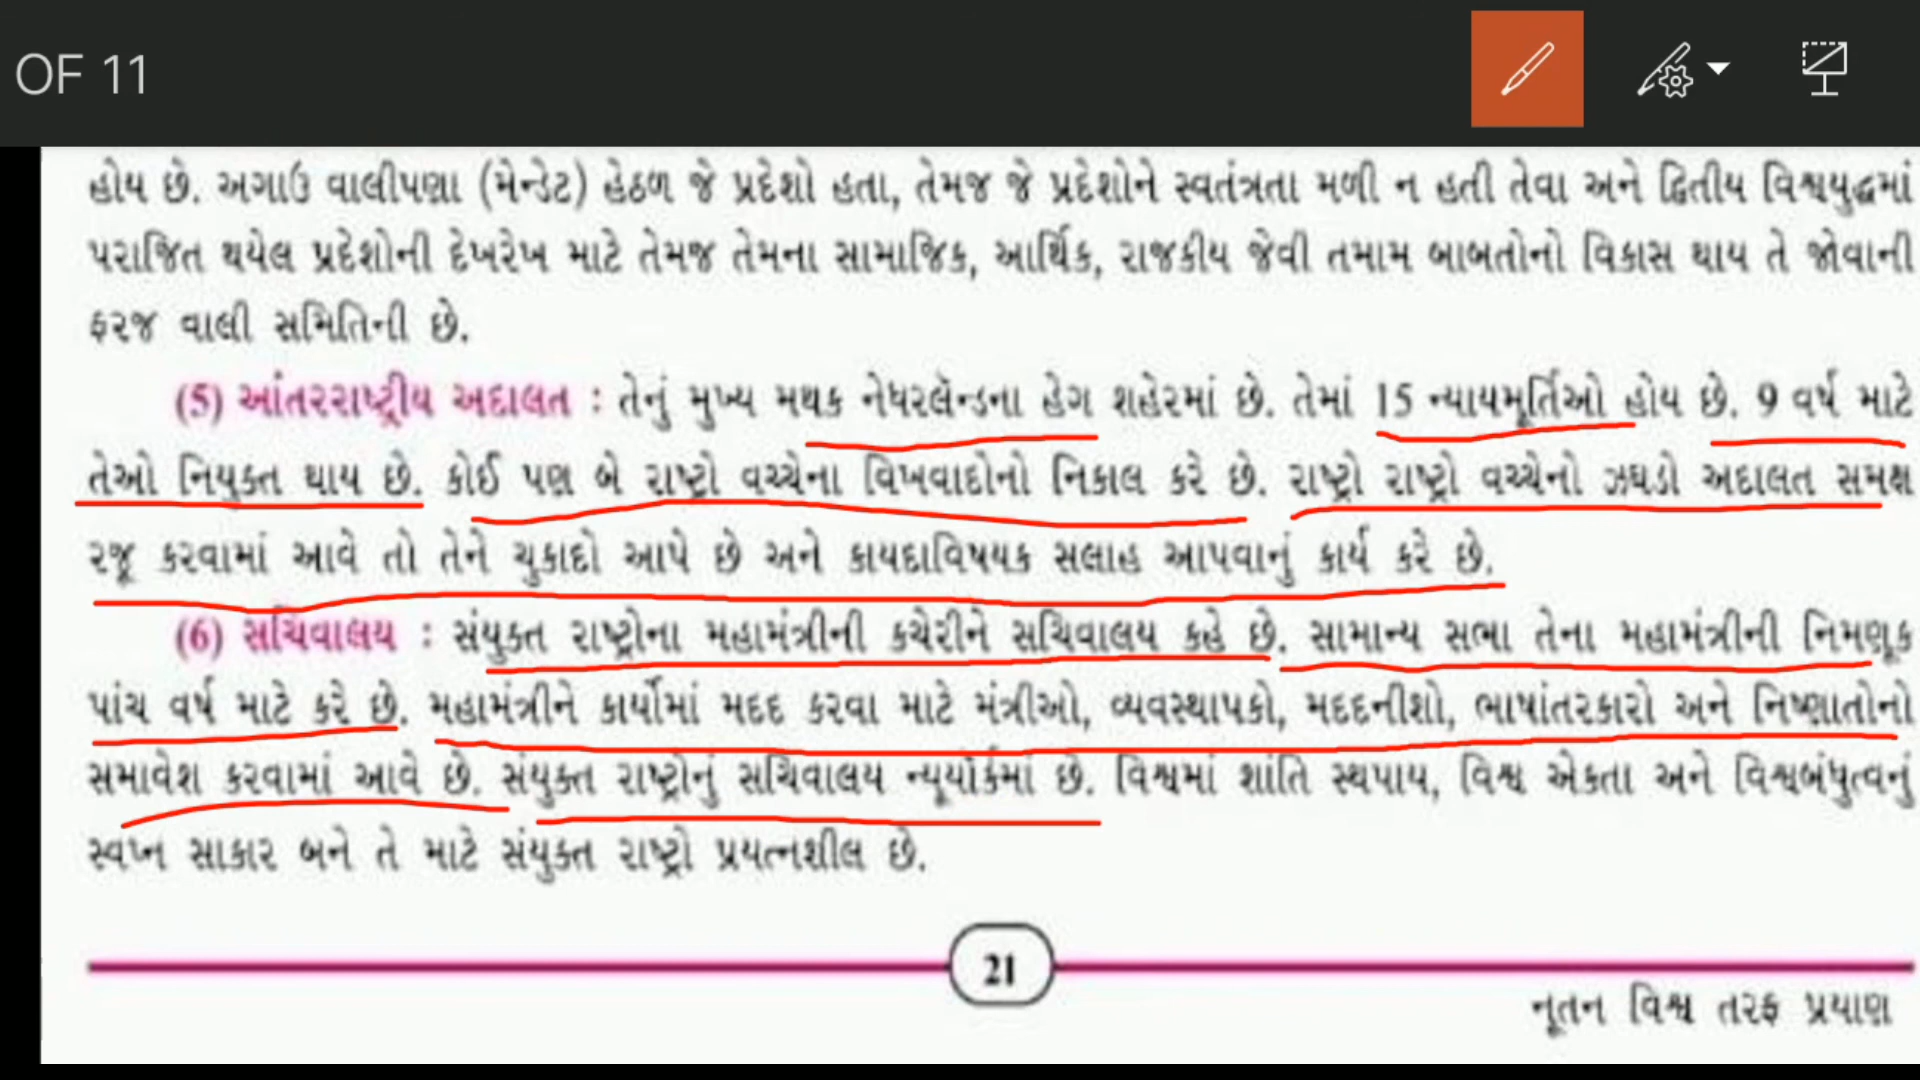 OF 11
હોય છે. અગાઉ વાલીપણા (મેન્ડેટ) હેઠળ જે પ્રદેશો હતા, તેમજ જે પ્રદેશોને સ્વતંત્રતા મળી ન હતી તેવા અને દ્વિતીય વિશ્વયુદ્ધમાં
પરાજિત થયેલ પ્રદેશોની દેખરેખ માટે તેમજ તેમના સામાજિક, આર્થિક, રાજકીય જેવી તમામ બાબતોનો વિકાસ થાય તે જોવાની
ફરજ વાલી સમિતિની છે.
(5) આંતરરાષ્ટ્રીય અદાલત : તેનું મુખ્ય મથક નેધરલૅન્ડના હેગ શહેરમાં છે. તેમાં 15 ન્યાયમૂર્તિઓ હોય છે. 9 વર્ષ માટે
તેઓ નિયુક્ત થાય છે. કોઈ પણ બે રાષ્ટ્રો વચ્ચેના વિખવાદોનો નિકાલ કરે છે. રાષ્ટ્રો રાષ્ટ્રો વચ્ચેનો ઝઘડો અદાલત સમક્ષ
રજૂ કરવામાં આવે તો તેને ચુકાદો આપે છે અને કાયદાવિષયક સલાહ આપવાનું કાર્ય કરે છે.
(6) સચિવાલય : સંયુક્ત રાષ્ટ્રોના મહામંત્રીની કચેરીને સચિવાલય કહે છે. સામાન્ય સભા તેના મહામંત્રીની નિમણૂક
પાંચ વર્ષ માટે કરે છે. મહામંત્રીને કાર્યોમાં મદદ કરવા માટે મંત્રીઓ, વ્યવસ્થાપકો, મદદનીશો, ભાષાંતરકારો અને નિષ્ણાતોનો
સમાવેશ કરવામાં આવે છે. સંયુક્ત રાષ્ટ્રોનું સચિવાલય ન્યૂયૉર્કમાં છે. વિશ્વમાં શાંતિ સ્થપાય, વિશ્વ એકતા અને વિશ્વબંધુત્વનું
સ્વપ્ન સાકાર બને તે માટે સંયુક્ત રાષ્ટ્રો પ્રયત્નશીલ છે.
21
નૂતન વિશ્વ તરફ પ્રયાણ